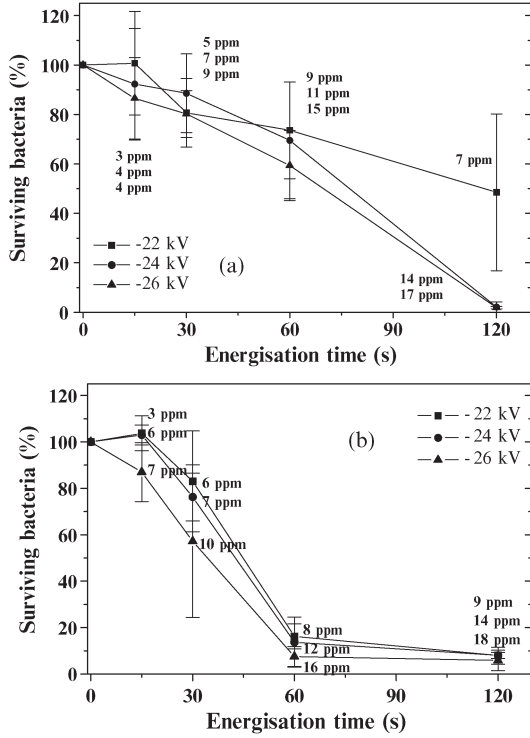 120
100
80
60
40
20
0
Surviving bacteria (%)
5 ppm
7 ppm
9 ppm
9 ppm
11 ppm
15 ppm
7 ppm
3 ppm
4 ppm
4 ppm
-22 kV
-24 kV
-26 kV
(a)
14 ppm
17 ppm
0 30 60 90 120
Energisation time (s)
120
100
80
60
40
20
0
Surviving bacteria (%)
3 ppm
6 ppm
7 ppm
6 ppm
7 ppm
10 ppm
(b)
-22 kV
-24 kV
-26 kV
8 ppm
12 ppm
16 ppm
9 ppm
14 ppm
18 ppm
0 30 60 90 120
Energisation time (s)